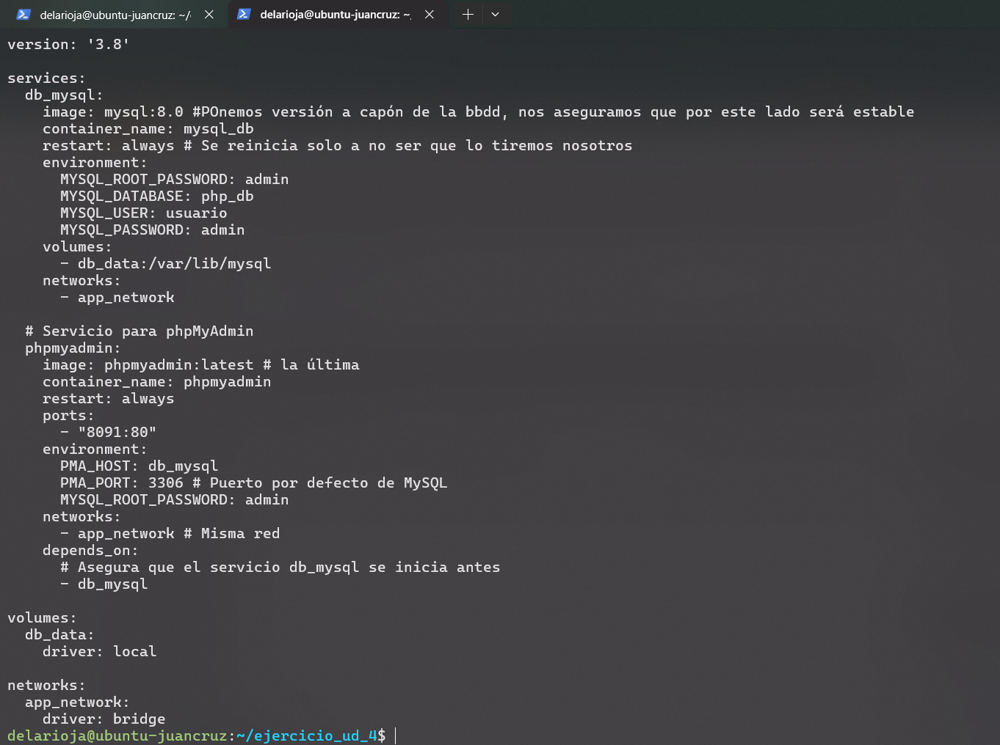 delarioja@ubuntu-juancruz: ~/
delarioja@ubuntu-juancruz: ~
version: '3.8'

services:
  db_mysql:
    image: mysql:8.0 #POnemos versión a capón de la bbdd, nos aseguramos que por este lado será estable
    container_name: mysql_db
    restart: always # Se reinicia solo a no ser que lo tiremos nosotros
    environment:
      MYSQL_ROOT_PASSWORD: admin
      MYSQL_DATABASE: php_db
      MYSQL_USER: usuario
      MYSQL_PASSWORD: admin
    volumes:
      - db_data:/var/lib/mysql
    networks:
      - app_network

  # Servicio para phpMyAdmin
  phpmyadmin:
    image: phpmyadmin:latest # la última
    container_name: phpmyadmin
    restart: always
    ports:
      - "8091:80"
    environment:
      PMA_HOST: db_mysql
      PMA_PORT: 3306 # Puerto por defecto de MySQL
      MYSQL_ROOT_PASSWORD: admin
    networks:
      - app_network # Misma red
    depends_on:
      # Asegura que el servicio db_mysql se inicia antes
      - db_mysql

volumes:
  db_data:
    driver: local

networks:
  app_network:
    driver: bridge
delarioja@ubuntu-juancruz:~/ejercicio_ud_4$